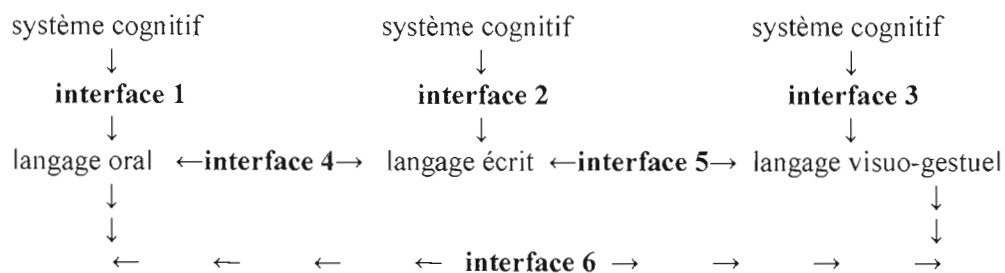 système cognitif système cognitif système cognitif
↓ ↓ ↓
interface 1 interface 2 interface 3
↓ ↓ ↓
langage oral ←interface 4→ langage écrit ←interface 5→ langage visuo-gestuel
↓ ↓
↓ ↓
← ← ← ← interface 6 → → → →